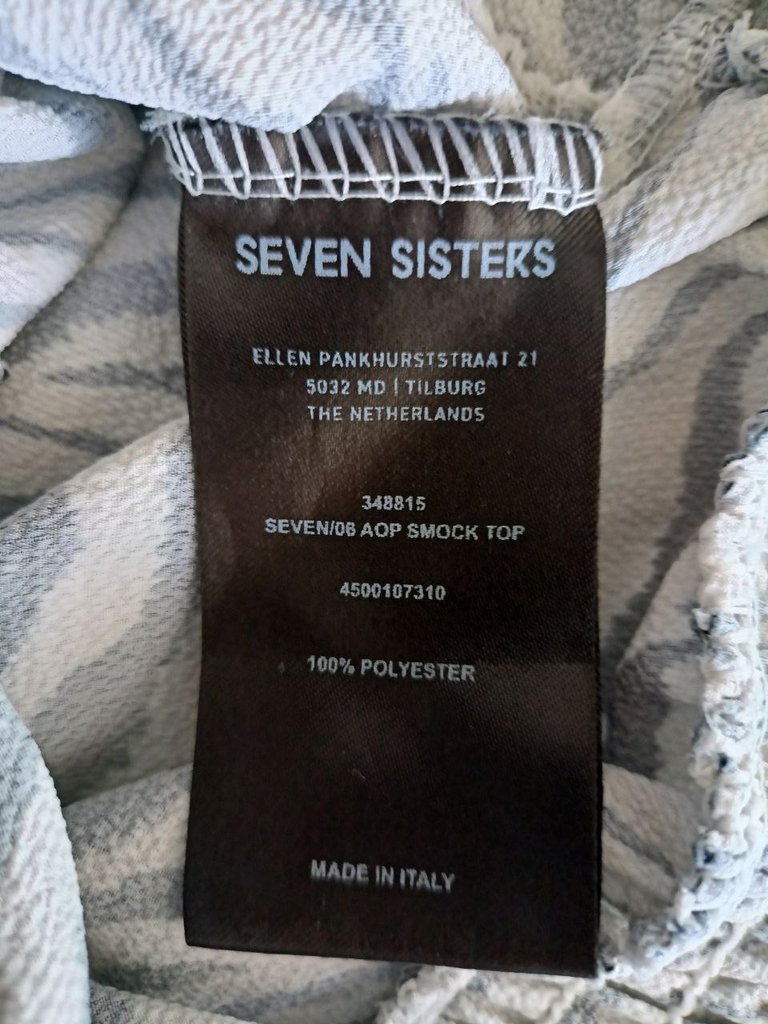 SEVEN SISTERS
ELLEN PANKHURSTSTRAAT 21
5032 MD | TILBURG
THE NETHERLANDS
348815
SEVEN/06 AOP SMOCK TOP
4500107310
100% POLYESTER
MADE IN ITALY